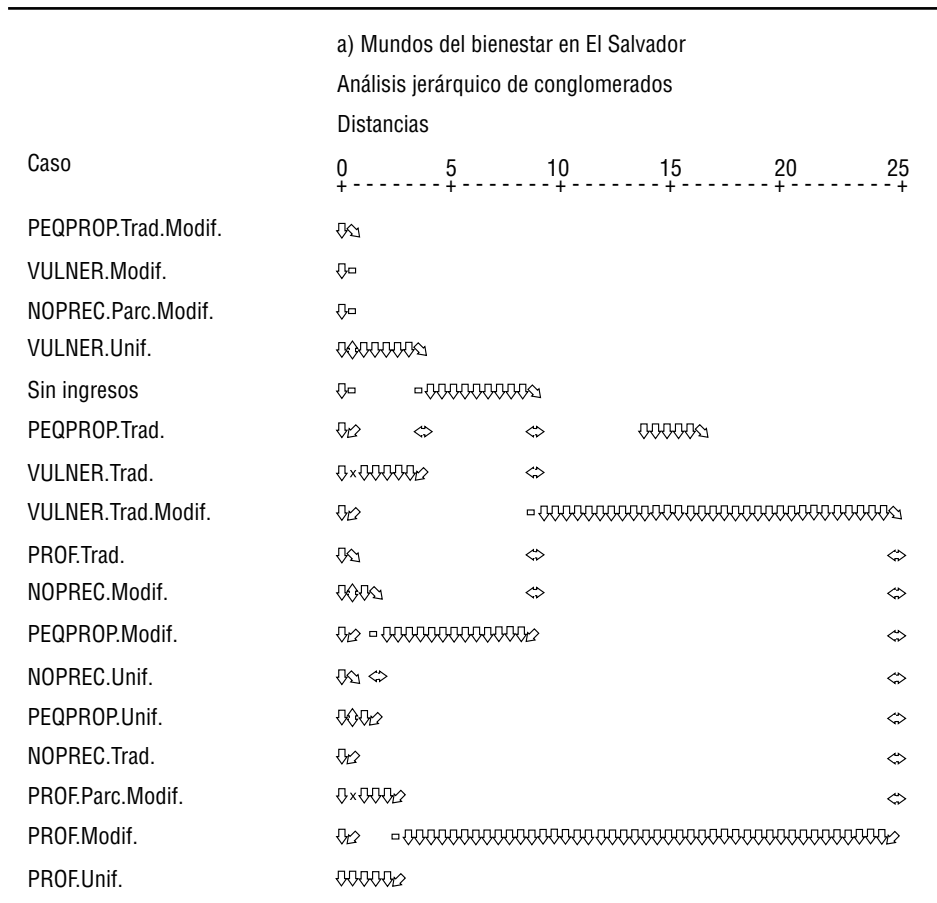 a) Mundos del bienestar en El Salvador
Análisis jerárquico de conglomerados
Distancias
Caso 0 5 10 15 20 25
PEQPROP.Trad.Modif.
VULNER.Modif.
NOPREC.Parc.Modif.
VULNER.Unif.
Sin ingresos
PEQPROP.Trad.
VULNER.Trad.
VULNER.Trad.Modif.
PROF.Trad.
NOPREC.Modif.
PEQPROP.Modif.
NOPREC.Unif.
PEQPROP.Unif.
NOPREC.Trad.
PROF.Parc.Modif.
PROF.Modif.
PROF.Unif.